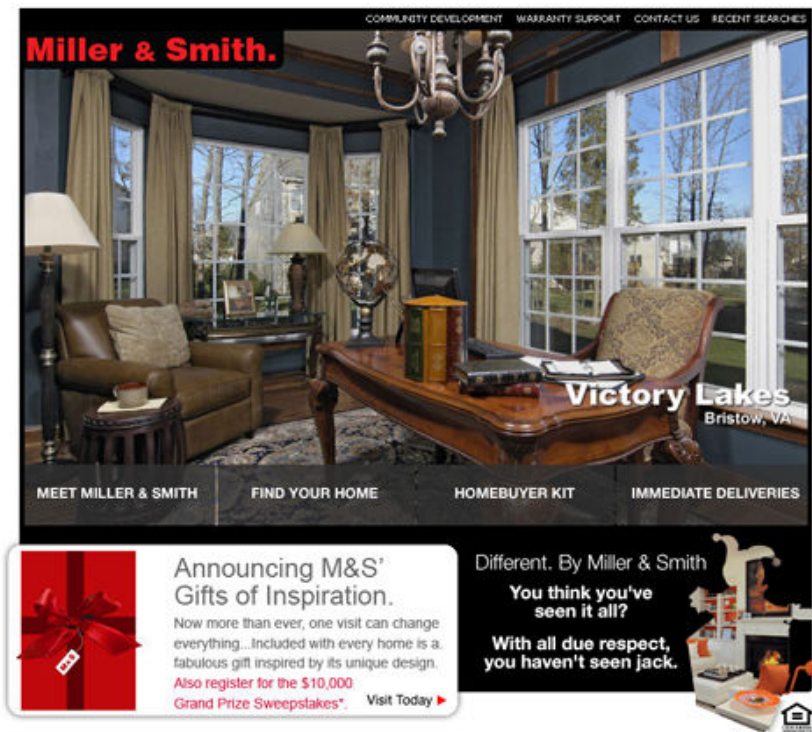 COMMUNITY DEVELOPMENT WARRANTY SUPPORT CONTACT US RECENT SEARCHES
Miller & Smith.
Victory Lakes
Bristow, VA
MEET MILLER & SMITH FIND YOUR HOME HOMEBUYER KIT IMMEDIATE DELIVERIES
Announcing M&S'
Gifts of Inspiration.
Now more than ever, one visit can change
everything...Included with every home is a
fabulous gift inspired by its unique design.
Also register for the $10,000
Grand Prize Sweepstakes*. Visit Today
M&S
Different. By Miller & Smith
You think you've
seen it all?
With all due respect,
you haven't seen jack.